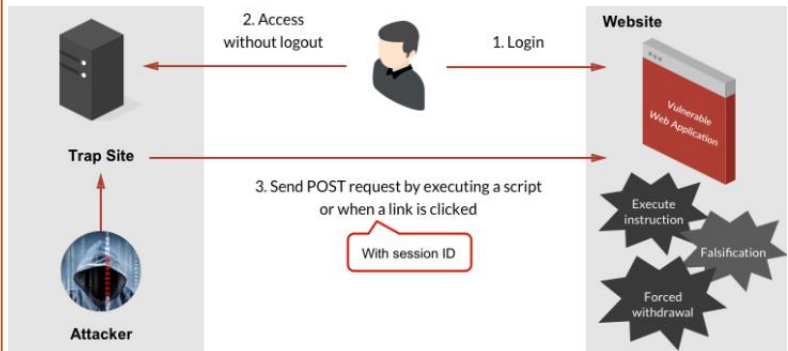 2. Access
without logout
1. Login
Website
Vulnerable
Web Application
Trap Site
3. Send POST request by executing a script
or when a link is clicked
With session ID
Execute
instruction
Falsification
Forced
withdrawal
Attacker